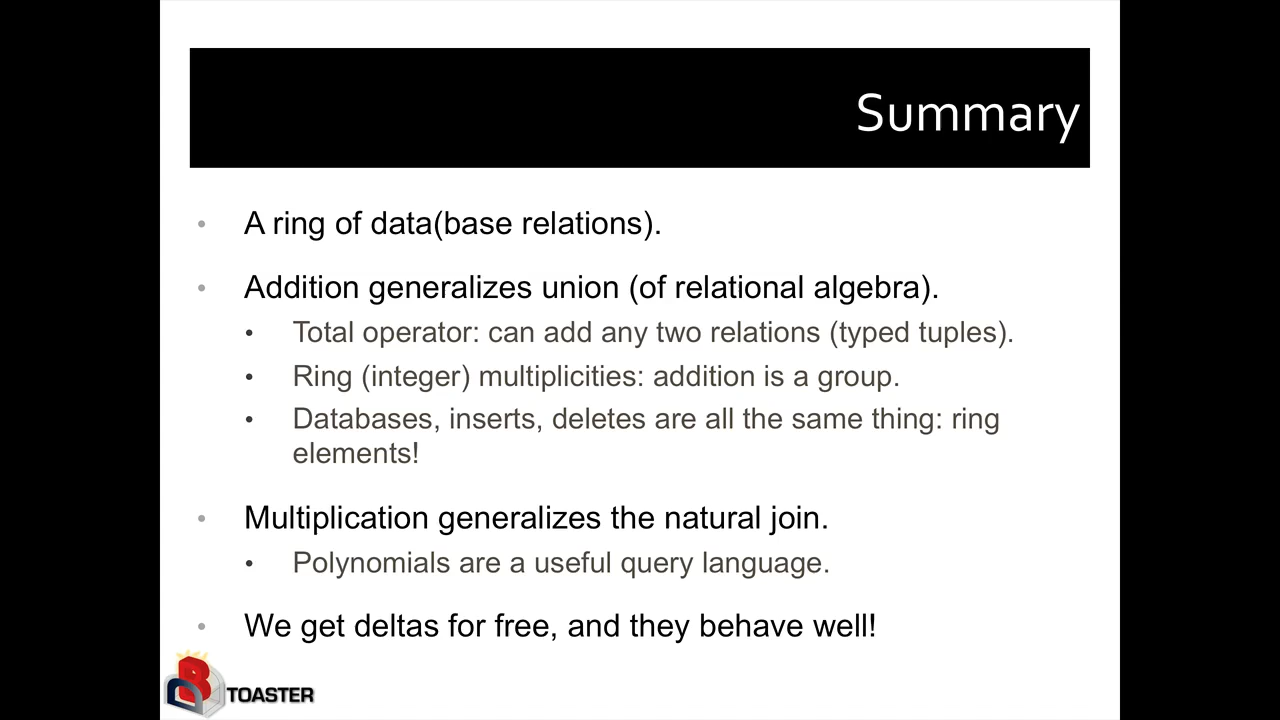 Summary
• A ring of data(base relations).
• Addition generalizes union (of relational algebra).
• Total operator: can add any two relations (typed tuples).
• Ring (integer) multiplicities: addition is a group.
• Databases, inserts, deletes are all the same thing: ring
elements!
• Multiplication generalizes the natural join.
• Polynomials are a useful query language.
• We get deltas for free, and they behave well!
DB TOASTER